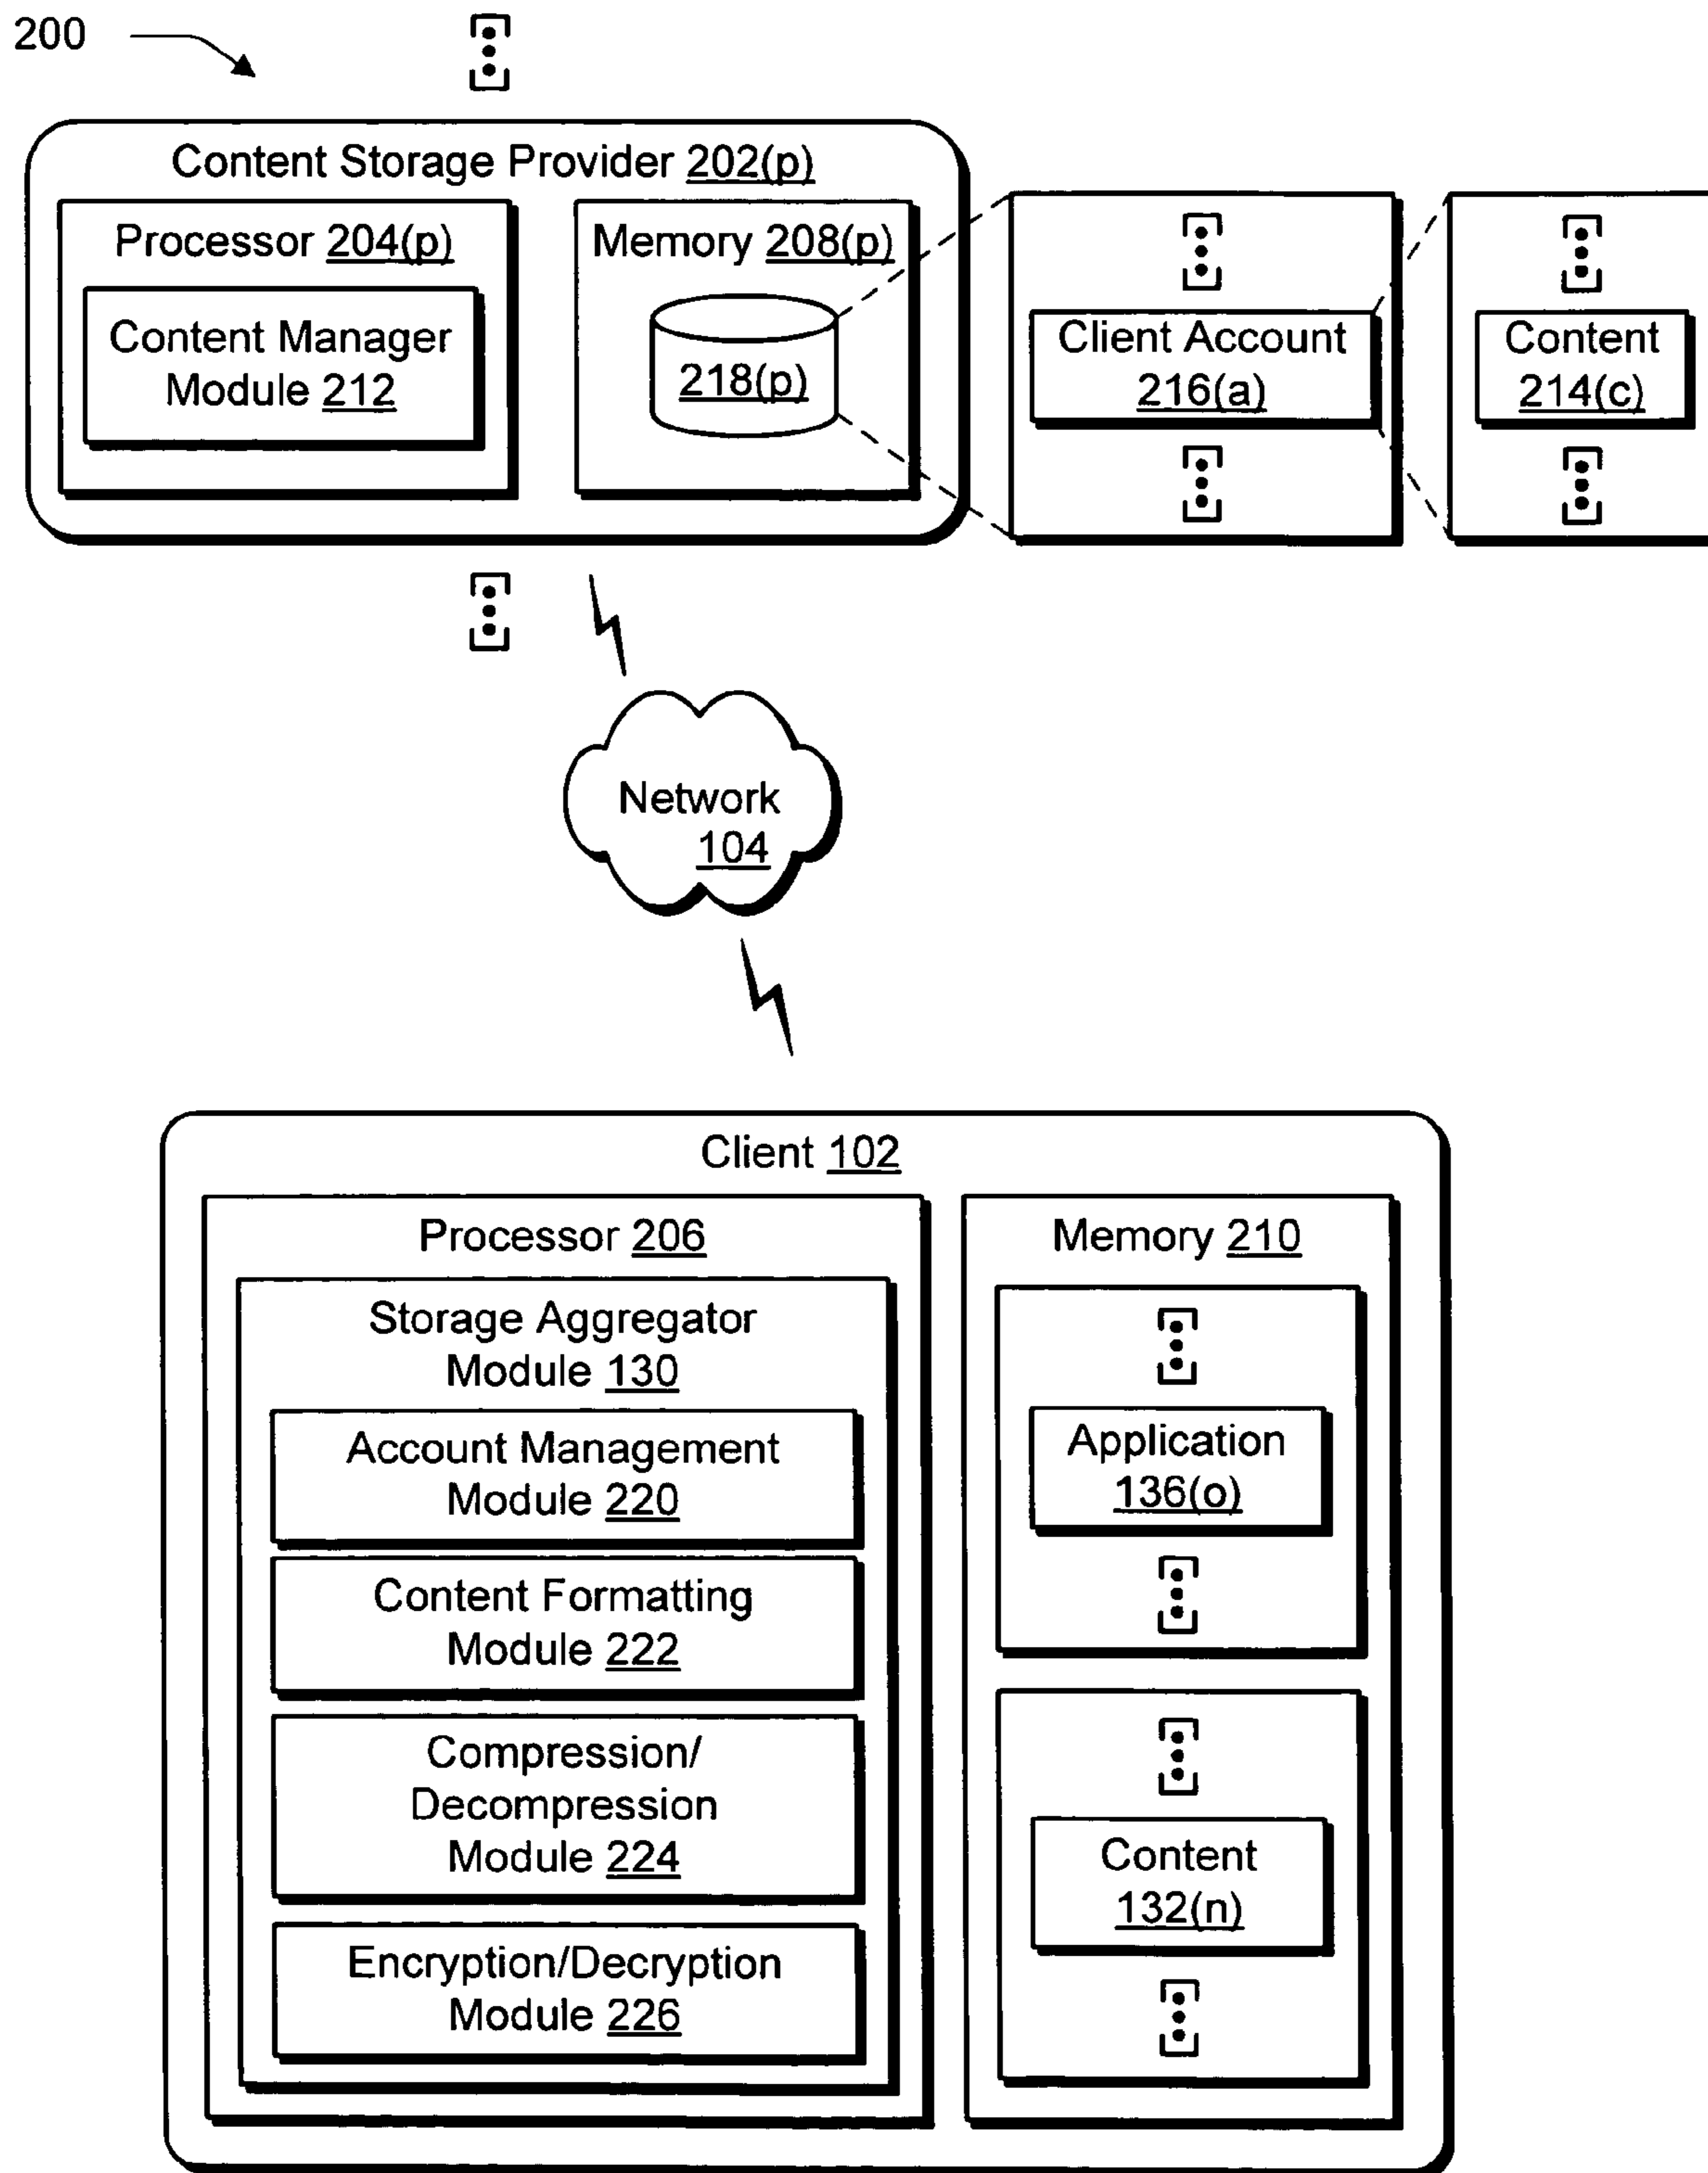 200
Content Storage Provider 202(p)
Processor 204(p)
Content Manager
Module 212
Memory 208(p)
218(p)
Client Account
216(a)
Content
214(c)
Network
104
Client 102
Processor 206
Storage Aggregator
Module 130
Account Management
Module 220
Content Formatting
Module 222
Compression/
Decompression
Module 224
Encryption/Decryption
Module 226
Memory 210
Application
136(o)
Content
132(n)